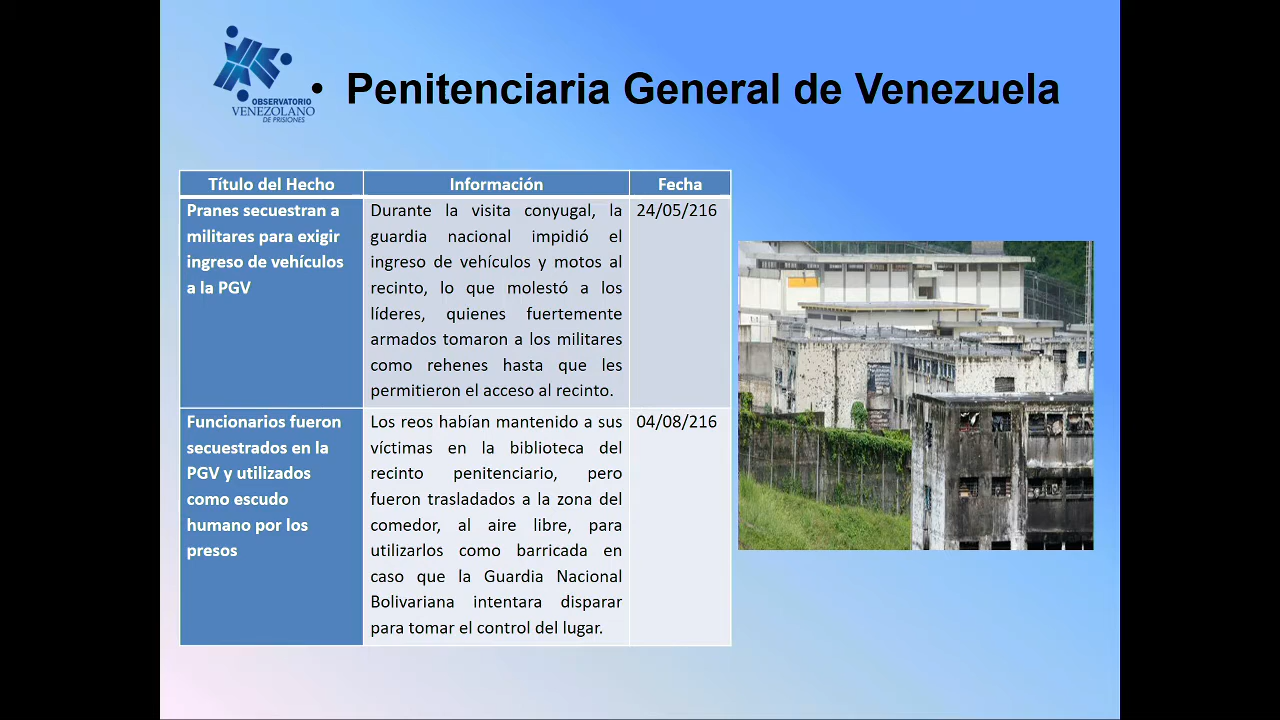 OBSERVATORIO
VENEZOLANO
DE PRISIONES
• Penitenciaria General de Venezuela
Título del Hecho
Información
Fecha
Pranes secuestran a
militares para exigir
ingreso de vehículos
a la PGV
Durante la visita conyugal, la
guardia nacional impidió el
ingreso de vehículos y motos al
recinto, lo que molestó a los
líderes, quienes fuertemente
armados tomaron a los militares
como rehenes hasta que les
permitieron el acceso al recinto.
24/05/216
Funcionarios fueron
secuestrados en la
PGV y utilizados
como escudo
humano por los
presos
Los reos habían mantenido a sus
víctimas en la biblioteca del
recinto penitenciario, pero
fueron trasladados a la zona del
comedor, al aire libre, para
utilizarlos como barricada en
caso que la Guardia Nacional
Bolivariana intentara disparar
para tomar el control del lugar.
04/08/216